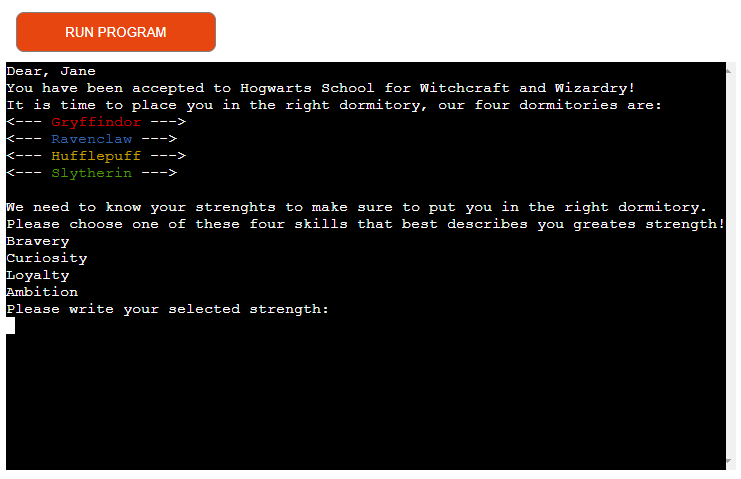 RUN PROGRAM
Dear, Jane
You have been accepted to Hogwarts School for Witchcraft and Wizardry!
It is time to place you in the right dormitory, our four dormitories are:
<--- Gryffindor --->
<--- Ravenclaw --->
<--- Hufflepuff --->
<--- Slytherin --->
We need to know your strenghts to make sure to put you in the right dormitory.
Please choose one of these four skills that best describes you greates strength!
Bravery
Curiosity
Loyalty
Ambition
Please write your selected strength: